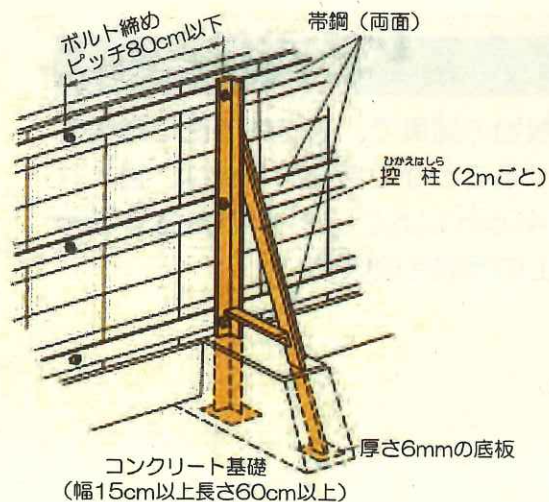 ボルト締め
ピッチ80cm以下
帯鋼（両面）
ひかえはしら
控柱（2mごと）
厚さ6mmの底板
コンクリート基礎
（幅15cm以上長さ60cm以上）